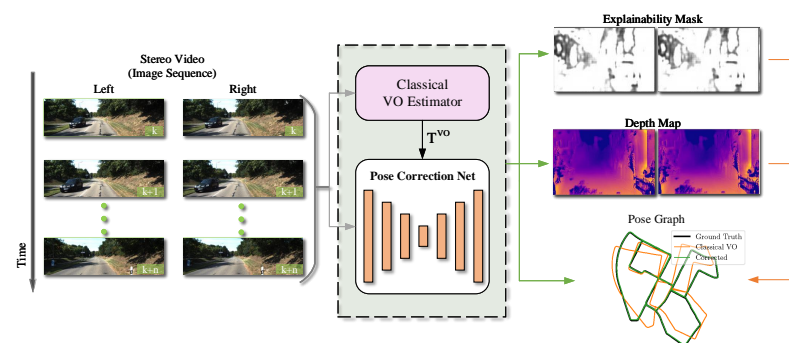 Stereo Video
(Image Sequence)
Left
Right
k
k
k+1
k+1
k+n
k+n
Time
Classical
VO Estimator
T^VO
Pose Correction Net
Explainability Mask
Depth Map
Pose Graph
Ground Truth
Classical VO
Corrected